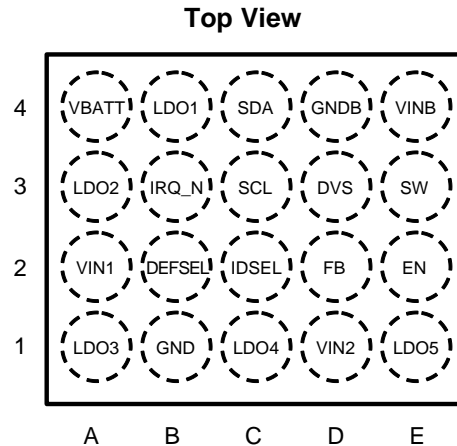 Top View
4 VBATT LDO1 SDA GNDB VINB
3 LDO2 IRQ_N SCL DVS SW
2 VIN1 DEFSEL IDSEL FB EN
1 LDO3 GND LDO4 VIN2 LDO5
A B C D E